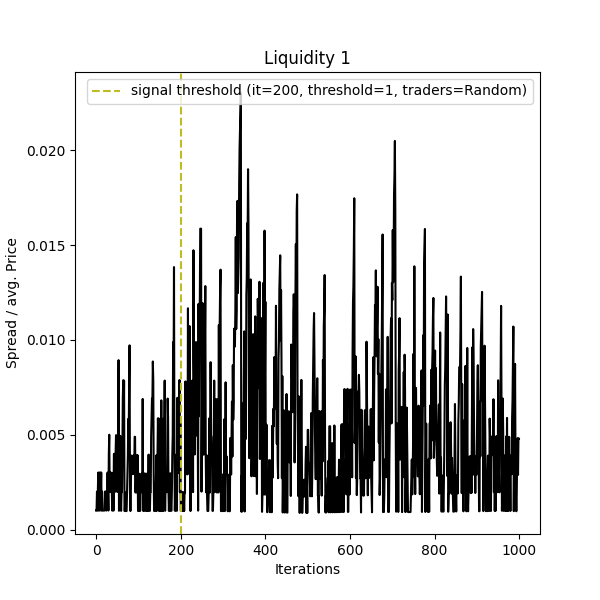 Liquidity 1
signal threshold (it=200, threshold=1, traders=Random)
0.020
0.015
0.010
0.005
0.000
Spread / avg. Price
0 200 400 600 800 1000
Iterations